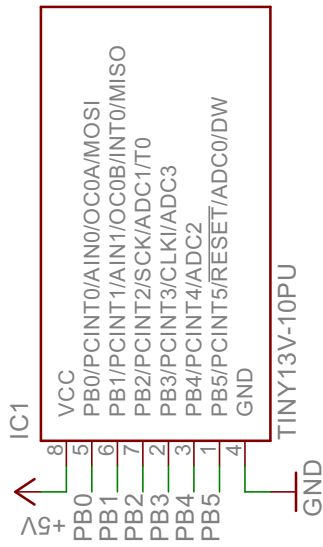 IC1
+5V
8 VCC
PB0 5 PB0/PCINT0/AIN0/OC0A/MOSI
PB1 6 PB1/PCINT1/AIN1/OC0B/INT0/MISO
PB2 7 PB2/PCINT2/SCK/ADC1/T0
PB3 2 PB3/PCINT3/CLKI/ADC3
PB4 3 PB4/PCINT4/ADC2
PB5 1 PB5/PCINT5/RESET/ADC0/DW
4 GND
GND
TINY13V-10PU